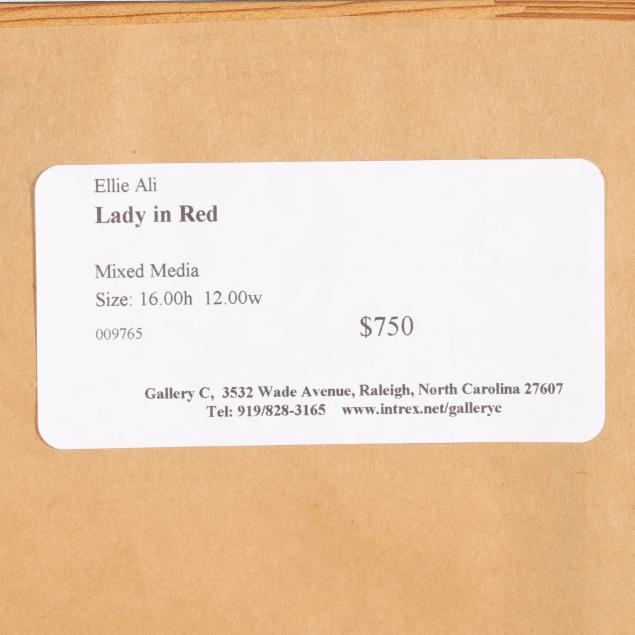 Ellie Ali
Lady in Red
Mixed Media
Size: 16.00h 12.00w
009765
$750
Gallery C, 3532 Wade Avenue, Raleigh, North Carolina 27607
Tel: 919/828-3165 www.intrex.net/galleryc